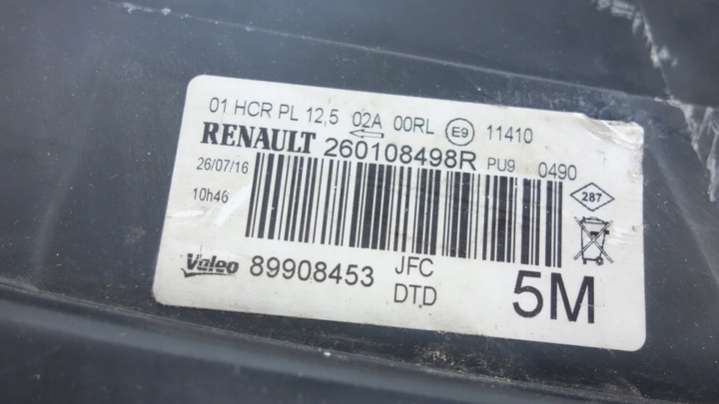 01 HCR PL 12,5 02A 00RL E9 11410
RENAULT 260108498R PU9 0490
26/07/16
10h46
287
Valeo 89908453 JFC
DTD
5M